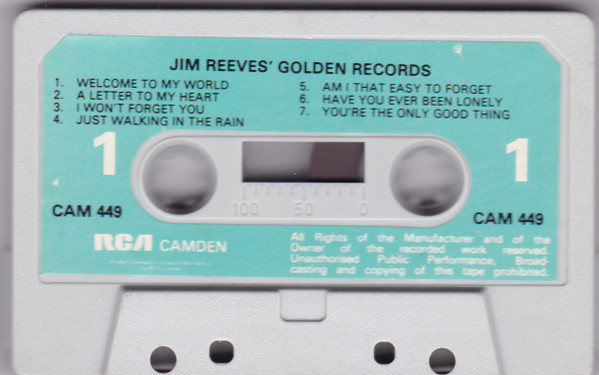 JIM REEVES' GOLDEN RECORDS
1. WELCOME TO MY WORLD
2. A LETTER TO MY HEART
3. I WON'T FORGET YOU
4. JUST WALKING IN THE RAIN
5. AM I THAT EASY TO FORGET
6. HAVE YOU EVER BEEN LONELY
7. YOU'RE THE ONLY GOOD THING
1
1
100 50 0
CAM 449
CAM 449
RCA CAMDEN
All Rights of the Manufacturer and of the
Owner of the recorded work reserved.
Unauthorised Public Performance, Broad-
casting and copying of this tape prohibited.